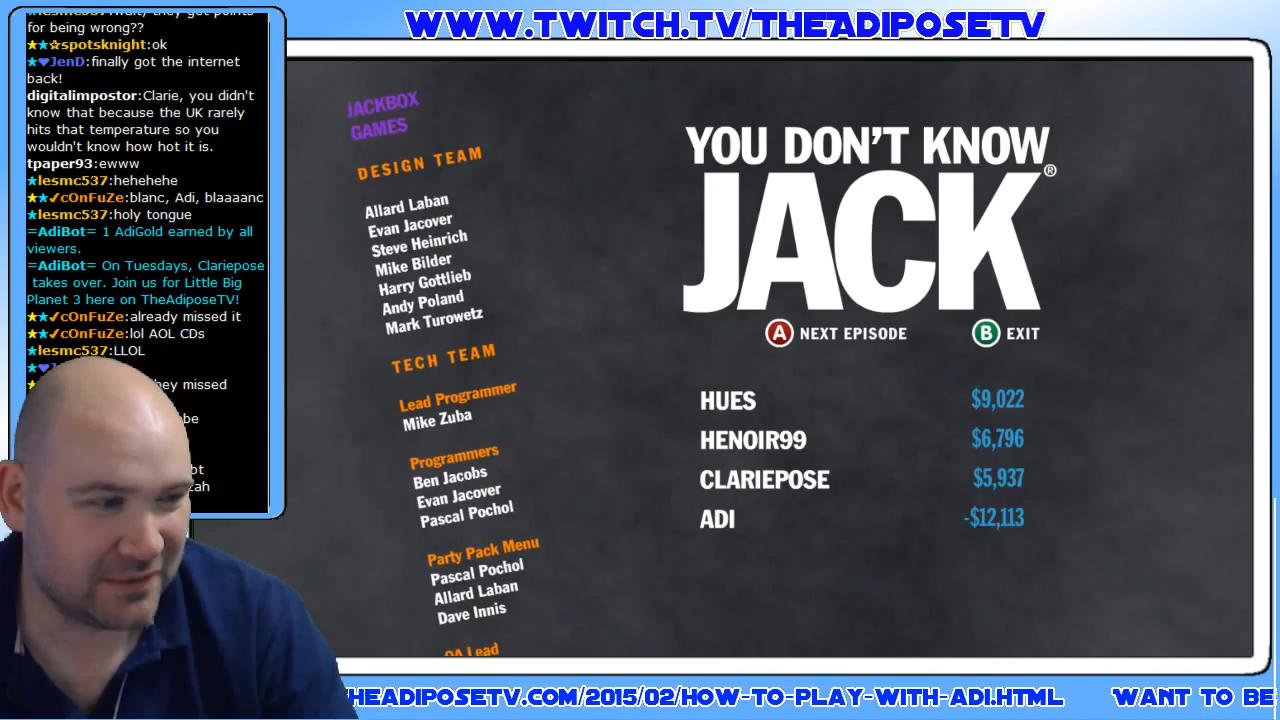 WWW.TWITCH.TV/THEADIPOSETV
for being wrong??
★★✫spotsknight:ok
★♥JenD:finally got the internet
back!
digitalimpostor:Clarie, you didn't
know that because the UK rarely
hits that temperature so you
wouldn't know how hot it is.
tpaper93:ewww
★lesmc537:hehehehe
★★✔cOnFuZe:blanc, Adi, blaaaanc
★lesmc537:holy tongue
=AdiBot= 1 AdiGold earned by all
viewers.
=AdiBot= On Tuesdays, Clariepose
takes over. Join us for Little Big
Planet 3 here on TheAdiposeTV!
★★✔cOnFuZe:already missed it
★★✔cOnFuZe:lol AOL CDs
★lesmc537:LLOL
missed
JACKBOX
GAMES
DESIGN TEAM
Allard Laban
Evan Jacover
Steve Heinrich
Mike Bilder
Harry Gottlieb
Andy Poland
Mark Turowetz
TECH TEAM
Lead Programmer
Mike Zuba
Programmers
Ben Jacobs
Evan Jacover
Pascal Pochol
Party Pack Menu
Pascal Pochol
Allard Laban
Dave Innis
QA Lead
YOU DON'T KNOW
JACK®
A NEXT EPISODE B EXIT
HUES $9,022
HENOIR99 $6,796
CLARIEPOSE $5,937
ADI -$12,113
HEADIPOSETV.COM/2015/02/HOW-TO-PLAY-WITH-ADI.HTML WANT TO BE